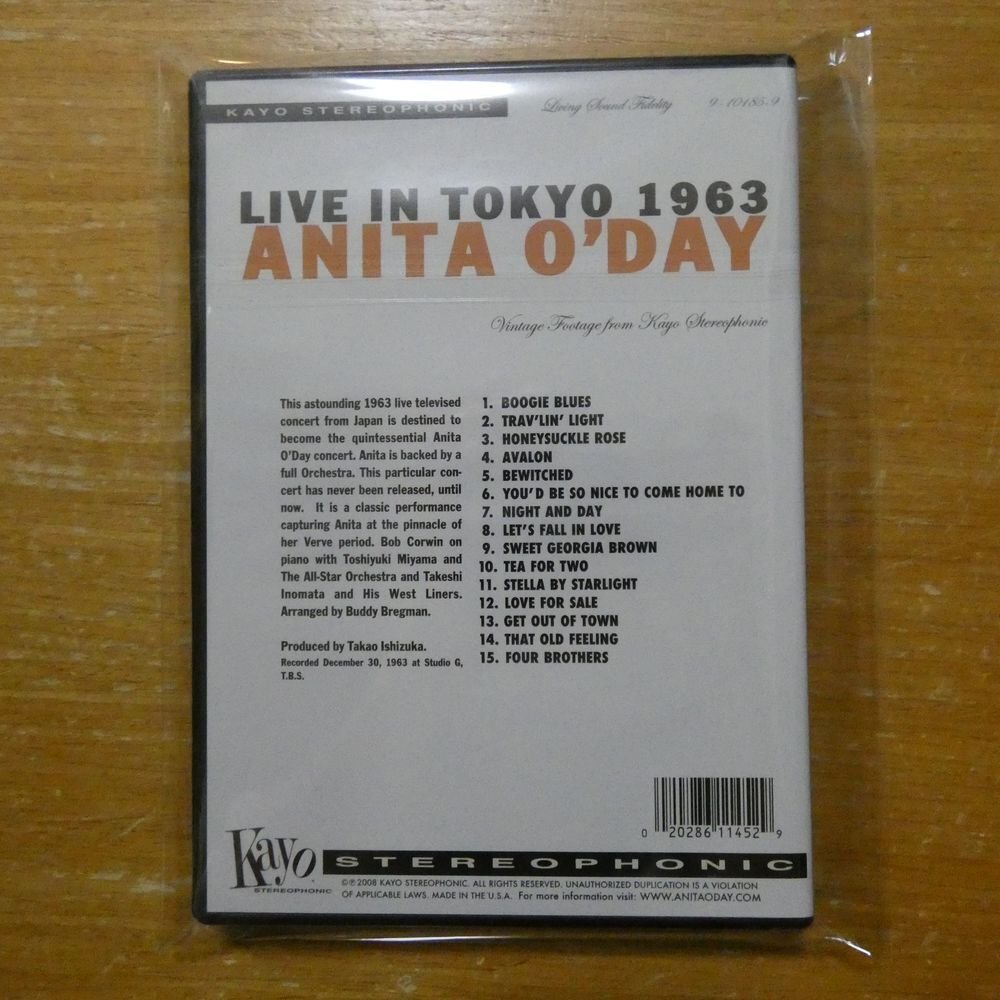 KAYO STEREOPHONIC
Living Sound Fidelity
9-10185-9
LIVE IN TOKYO 1963
ANITA O'DAY
Vintage Footage from Kayo Stereophonic
This astounding 1963 live televised
concert from Japan is destined to
become the quintessential Anita
O'Day concert. Anita is backed by a
full Orchestra. This particular con-
cert has never been released, until
now. It is a classic performance
capturing Anita at the pinnacle of
her Verve period. Bob Corwin on
piano with Toshiyuki Miyama and
The All-Star Orchestra and Takeshi
Inomata and His West Liners.
Arranged by Buddy Bregman.
Produced by Takao Ishizuka.
Recorded December 30, 1963 at Studio G,
T.B.S.
1. BOOGIE BLUES
2. TRAV'LIN' LIGHT
3. HONEYSUCKLE ROSE
4. AVALON
5. BEWITCHED
6. YOU'D BE SO NICE TO COME HOME TO
7. NIGHT AND DAY
8. LET'S FALL IN LOVE
9. SWEET GEORGIA BROWN
10. TEA FOR TWO
11. STELLA BY STARLIGHT
12. LOVE FOR SALE
13. GET OUT OF TOWN
14. THAT OLD FEELING
15. FOUR BROTHERS
0 20286 11452 9
Kayo
STEREOPHONIC
STEREOPHONIC
©℗2008 KAYO STEREOPHONIC. ALL RIGHTS RESERVED. UNAUTHORIZED DUPLICATION IS A VIOLATION
OF APPLICABLE LAWS. MADE IN THE U.S.A. For more information visit: WWW.ANITAODAY.COM